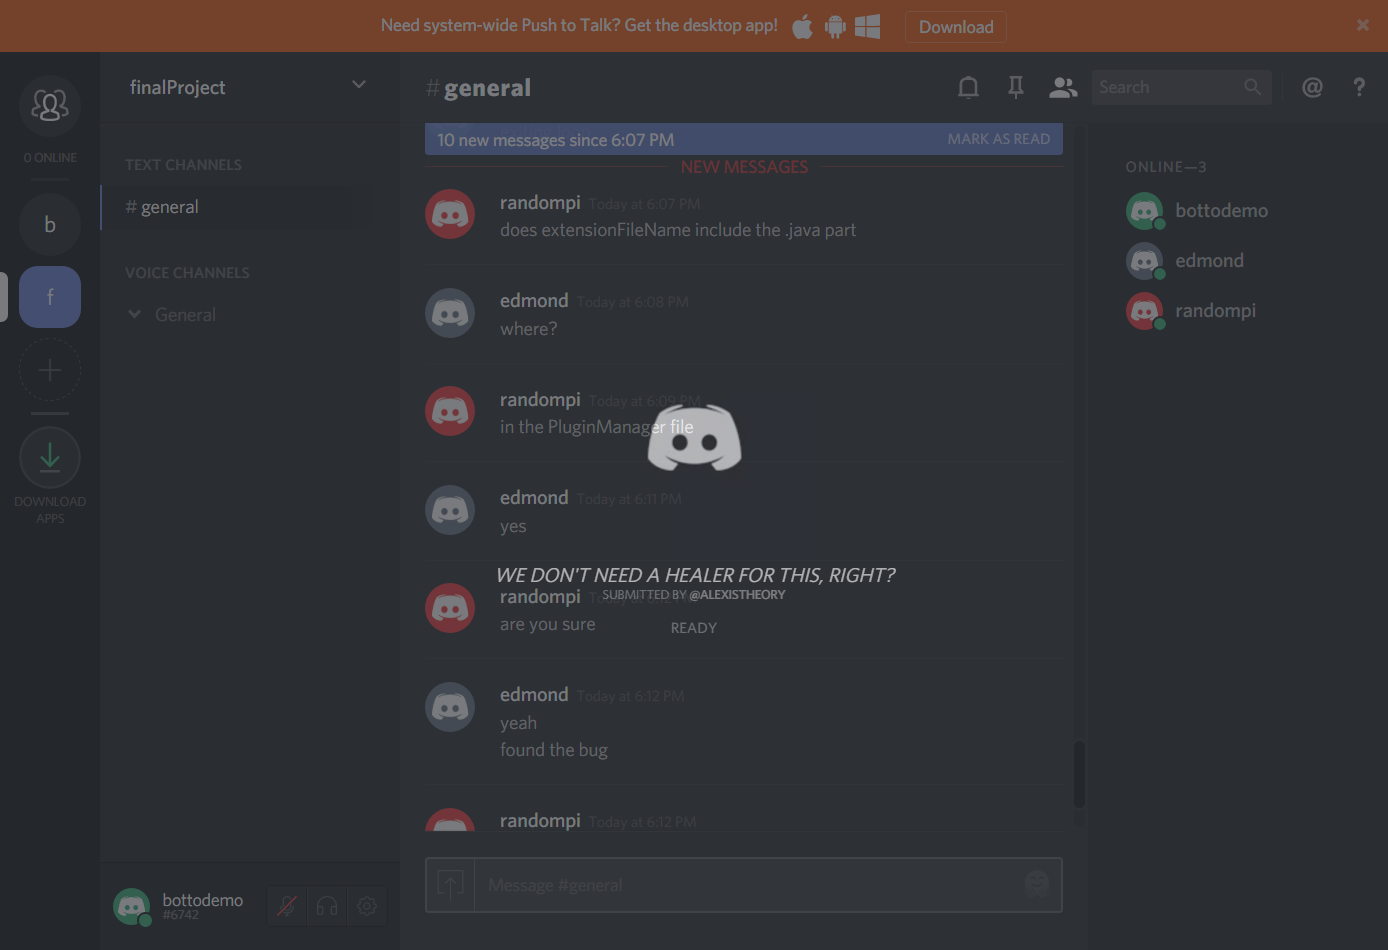 Need system-wide Push to Talk? Get the desktop app!
Download
finalProject
#general
Search
@
?
0 ONLINE
TEXT CHANNELS
# general
VOICE CHANNELS
General
b
f
DOWNLOAD
APPS
10 new messages since 6:07 PM
MARK AS READ
NEW MESSAGES
randompi Today at 6:07 PM
does extensionFileName include the .java part
edmond Today at 6:08 PM
where?
randompi Today at 6:09 PM
in the PluginManager file
edmond Today at 6:11 PM
yes
WE DON'T NEED A HEALER FOR THIS, RIGHT?
SUBMITTED BY @ALEXISTHEORY
READY
randompi Today at 6:12 PM
are you sure
edmond Today at 6:12 PM
yeah
found the bug
randompi Today at 6:12 PM
Message #general
ONLINE—3
bottodemo
edmond
randompi
bottodemo
#6742